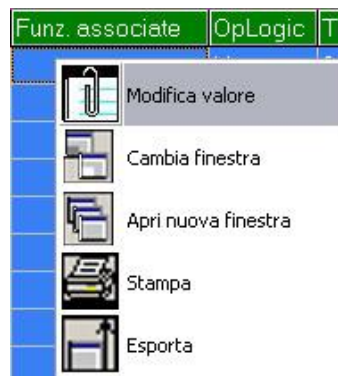 Funz. associate OpLogic T
Modifica valore
Cambia finestra
Apri nuova finestra
Stampa
Esporta